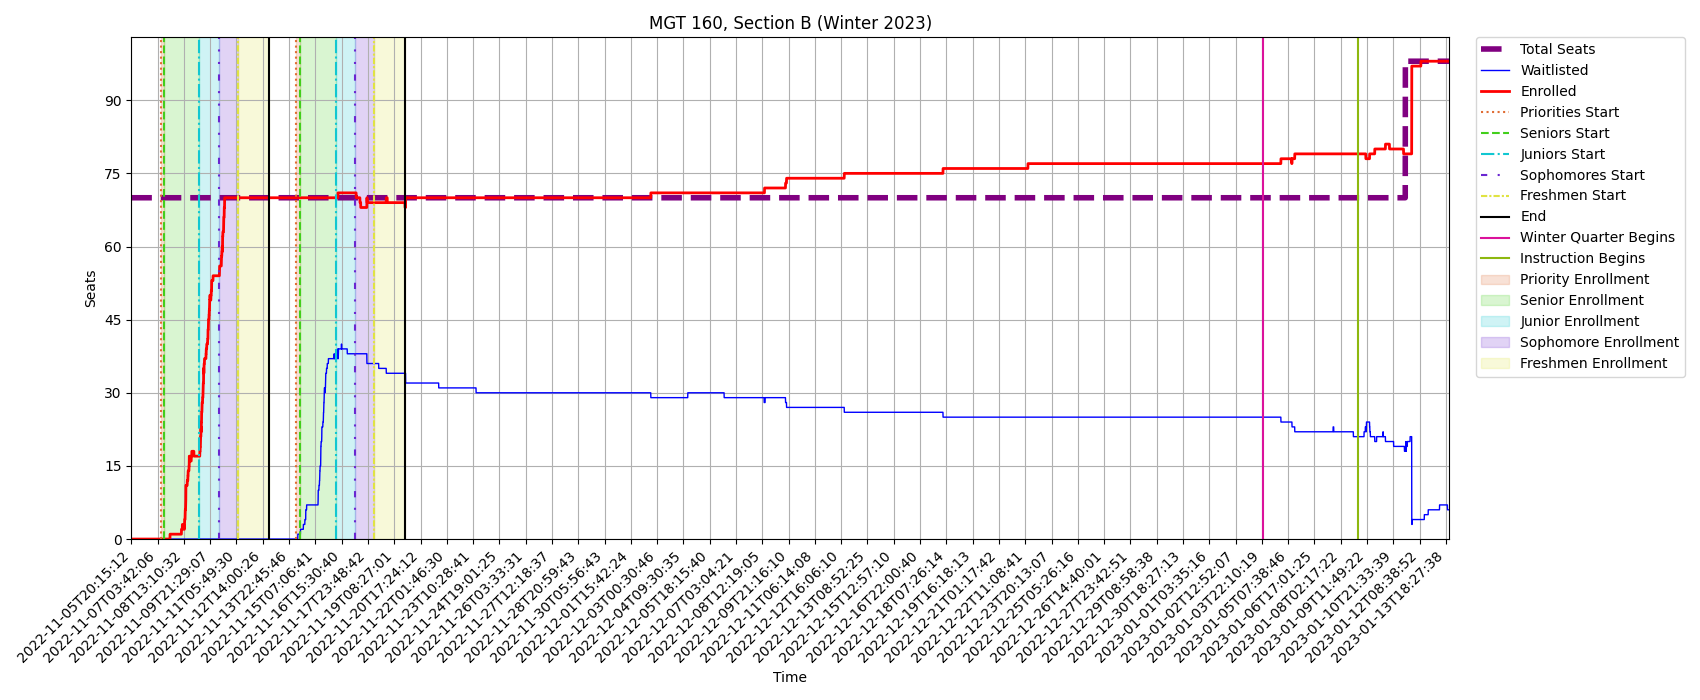 MGT 160, Section B (Winter 2023)
Total Seats
Waitlisted
Enrolled
Priorities Start
Seniors Start
Juniors Start
Sophomores Start
Freshmen Start
End
Winter Quarter Begins
Instruction Begins
Priority Enrollment
Senior Enrollment
Junior Enrollment
Sophomore Enrollment
Freshmen Enrollment
Seats
90
75
60
45
30
15
0
2022-11-05T20:15:12
2022-11-07T03:42:06
2022-11-08T13:10:32
2022-11-09T21:29:07
2022-11-11T05:49:30
2022-11-12T14:00:26
2022-11-13T22:45:46
2022-11-15T07:06:41
2022-11-16T15:30:40
2022-11-17T23:48:42
2022-11-19T08:27:01
2022-11-20T17:24:12
2022-11-22T01:46:30
2022-11-23T10:28:41
2022-11-24T19:01:25
2022-11-26T03:33:31
2022-11-27T12:18:37
2022-11-28T20:59:43
2022-11-30T05:56:43
2022-12-01T15:42:24
2022-12-03T00:30:46
2022-12-04T09:30:35
2022-12-05T18:15:40
2022-12-07T03:04:21
2022-12-08T12:19:05
2022-12-09T21:16:10
2022-12-11T06:14:08
2022-12-12T16:06:10
2022-12-13T08:52:25
2022-12-15T15:57:10
2022-12-16T22:00:40
2022-12-18T07:26:14
2022-12-19T16:18:13
2022-12-21T01:17:42
2022-12-22T11:08:41
2022-12-23T20:13:07
2022-12-25T05:26:16
2022-12-26T14:40:01
2022-12-27T23:42:51
2022-12-29T08:58:39
2022-12-30T18:27:13
2023-01-01T03:35:16
2023-01-02T12:52:07
2023-01-03T22:10:19
2023-01-05T07:38:46
2023-01-06T17:01:25
2023-01-08T02:17:22
2023-01-09T11:49:22
2023-01-10T21:33:39
2023-01-12T08:38:52
2023-01-13T18:27:38
Time